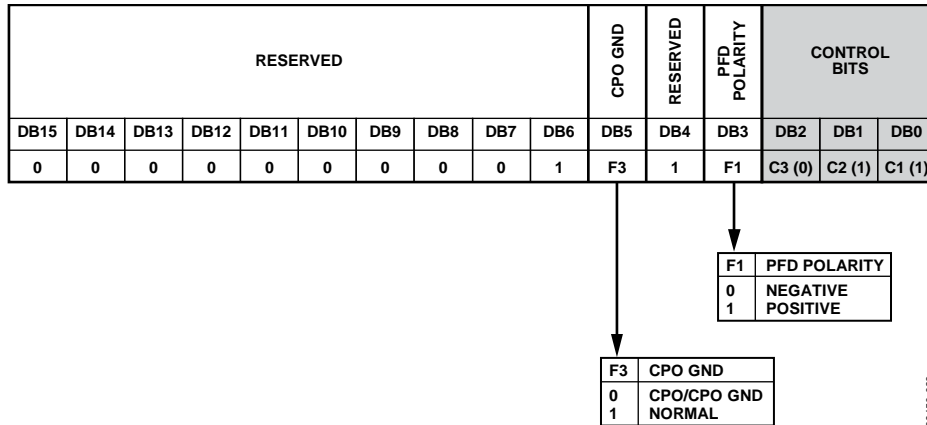 RESERVED
CPO GND
RESERVED
PFD POLARITY
CONTROL BITS
DB15 DB14 DB13 DB12 DB11 DB10 DB9 DB8 DB7 DB6 DB5 DB4 DB3 DB2 DB1 DB0
0 0 0 0 0 0 0 0 0 1 F3 1 F1 C3 (0) C2 (1) C1 (1)
F1 PFD POLARITY
0 NEGATIVE
1 POSITIVE
F3 CPO GND
0 CPO/CPO GND
1 NORMAL